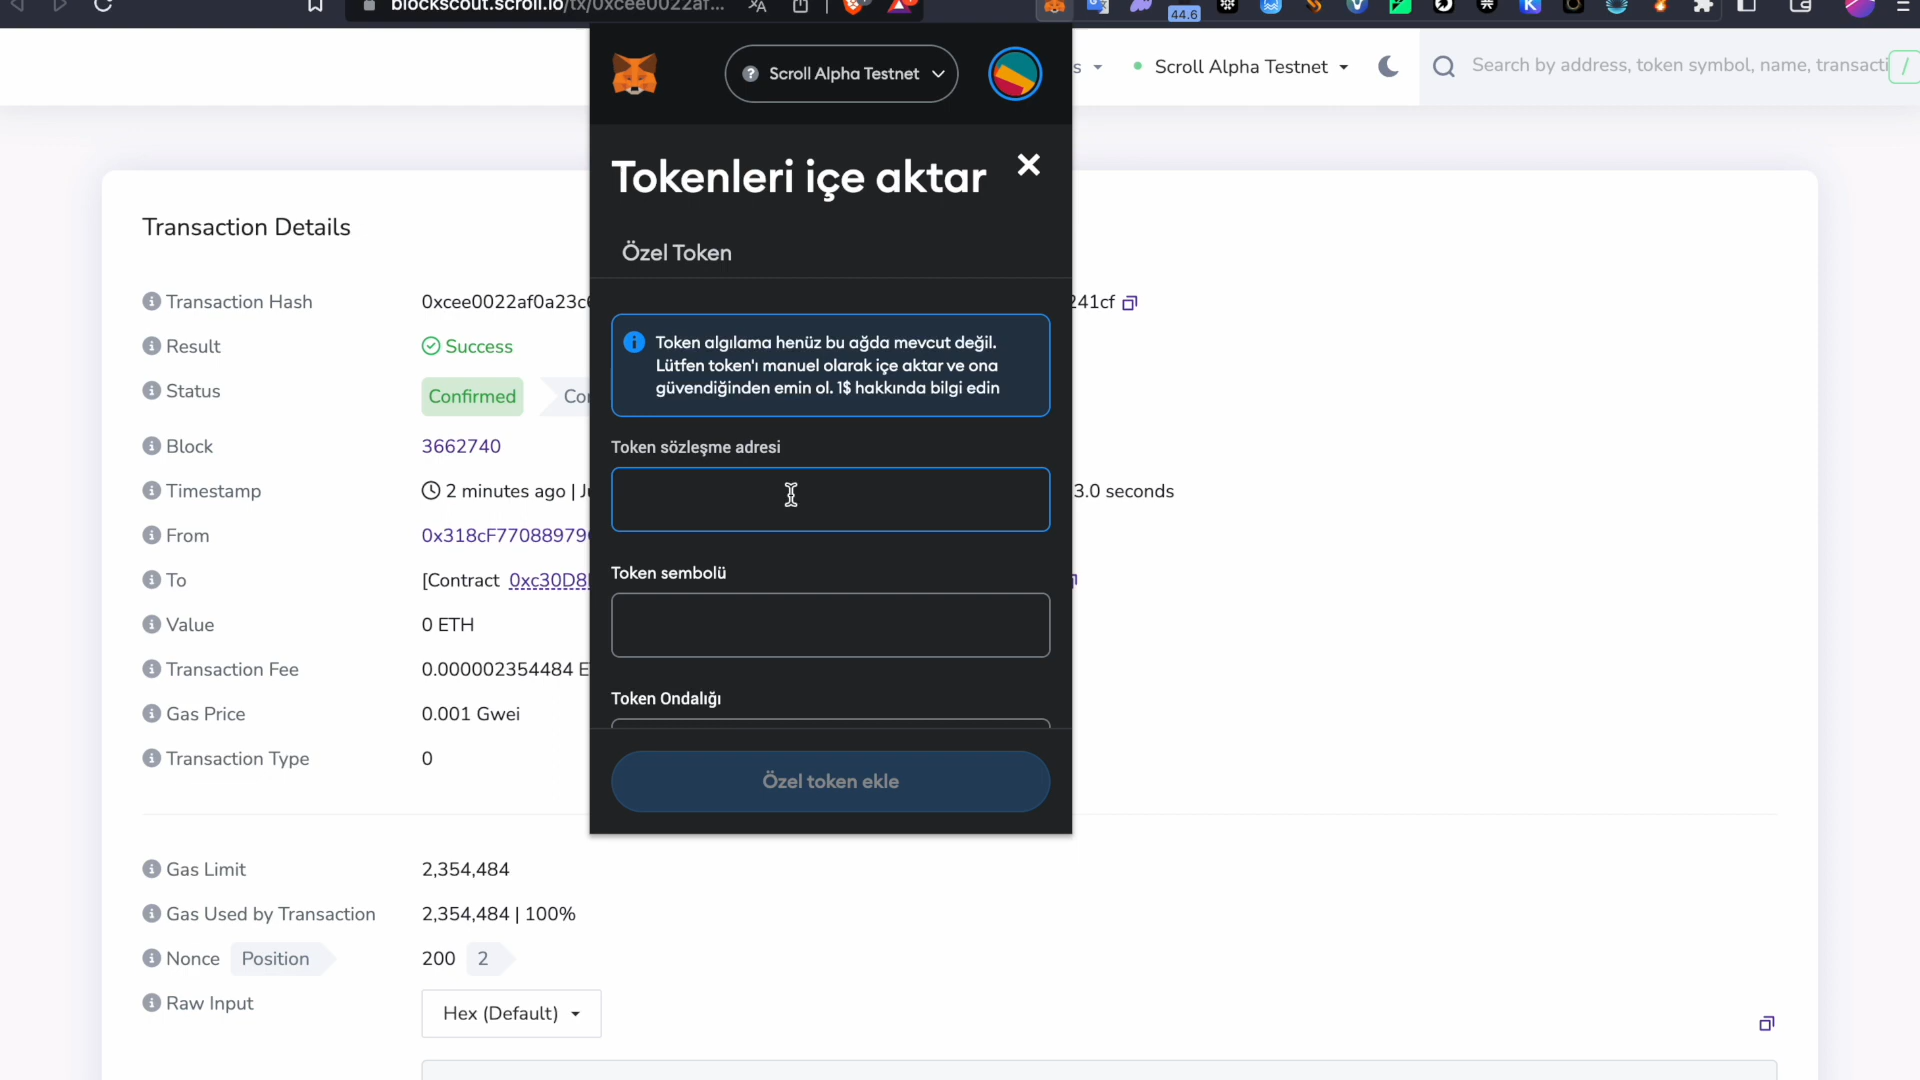 blockscout.scroll.io/tx/0xcee0022af...
44.6
Scroll Alpha Testnet
s
Scroll Alpha Testnet
Search by address, token symbol, name, transacti
/
Tokenleri içe aktar
Özel Token
Token algılama henüz bu ağda mevcut değil.
Lütfen token'ı manuel olarak içe aktar ve ona
güvendiğinden emin ol. 1$ hakkında bilgi edin
Token sözleşme adresi
Token sembolü
Token Ondalığı
Özel token ekle
Transaction Details
Transaction Hash
0xcee0022af0a23c
241cf
Result
Success
Status
Confirmed
Con
Block
3662740
Timestamp
2 minutes ago | J
3.0 seconds
From
0x318cF77088979
To
[Contract 0xc30D8
Value
0 ETH
Transaction Fee
0.000002354484 E
Gas Price
0.001 Gwei
Transaction Type
0
Gas Limit
2,354,484
Gas Used by Transaction
2,354,484 | 100%
Nonce Position
200 2
Raw Input
Hex (Default)